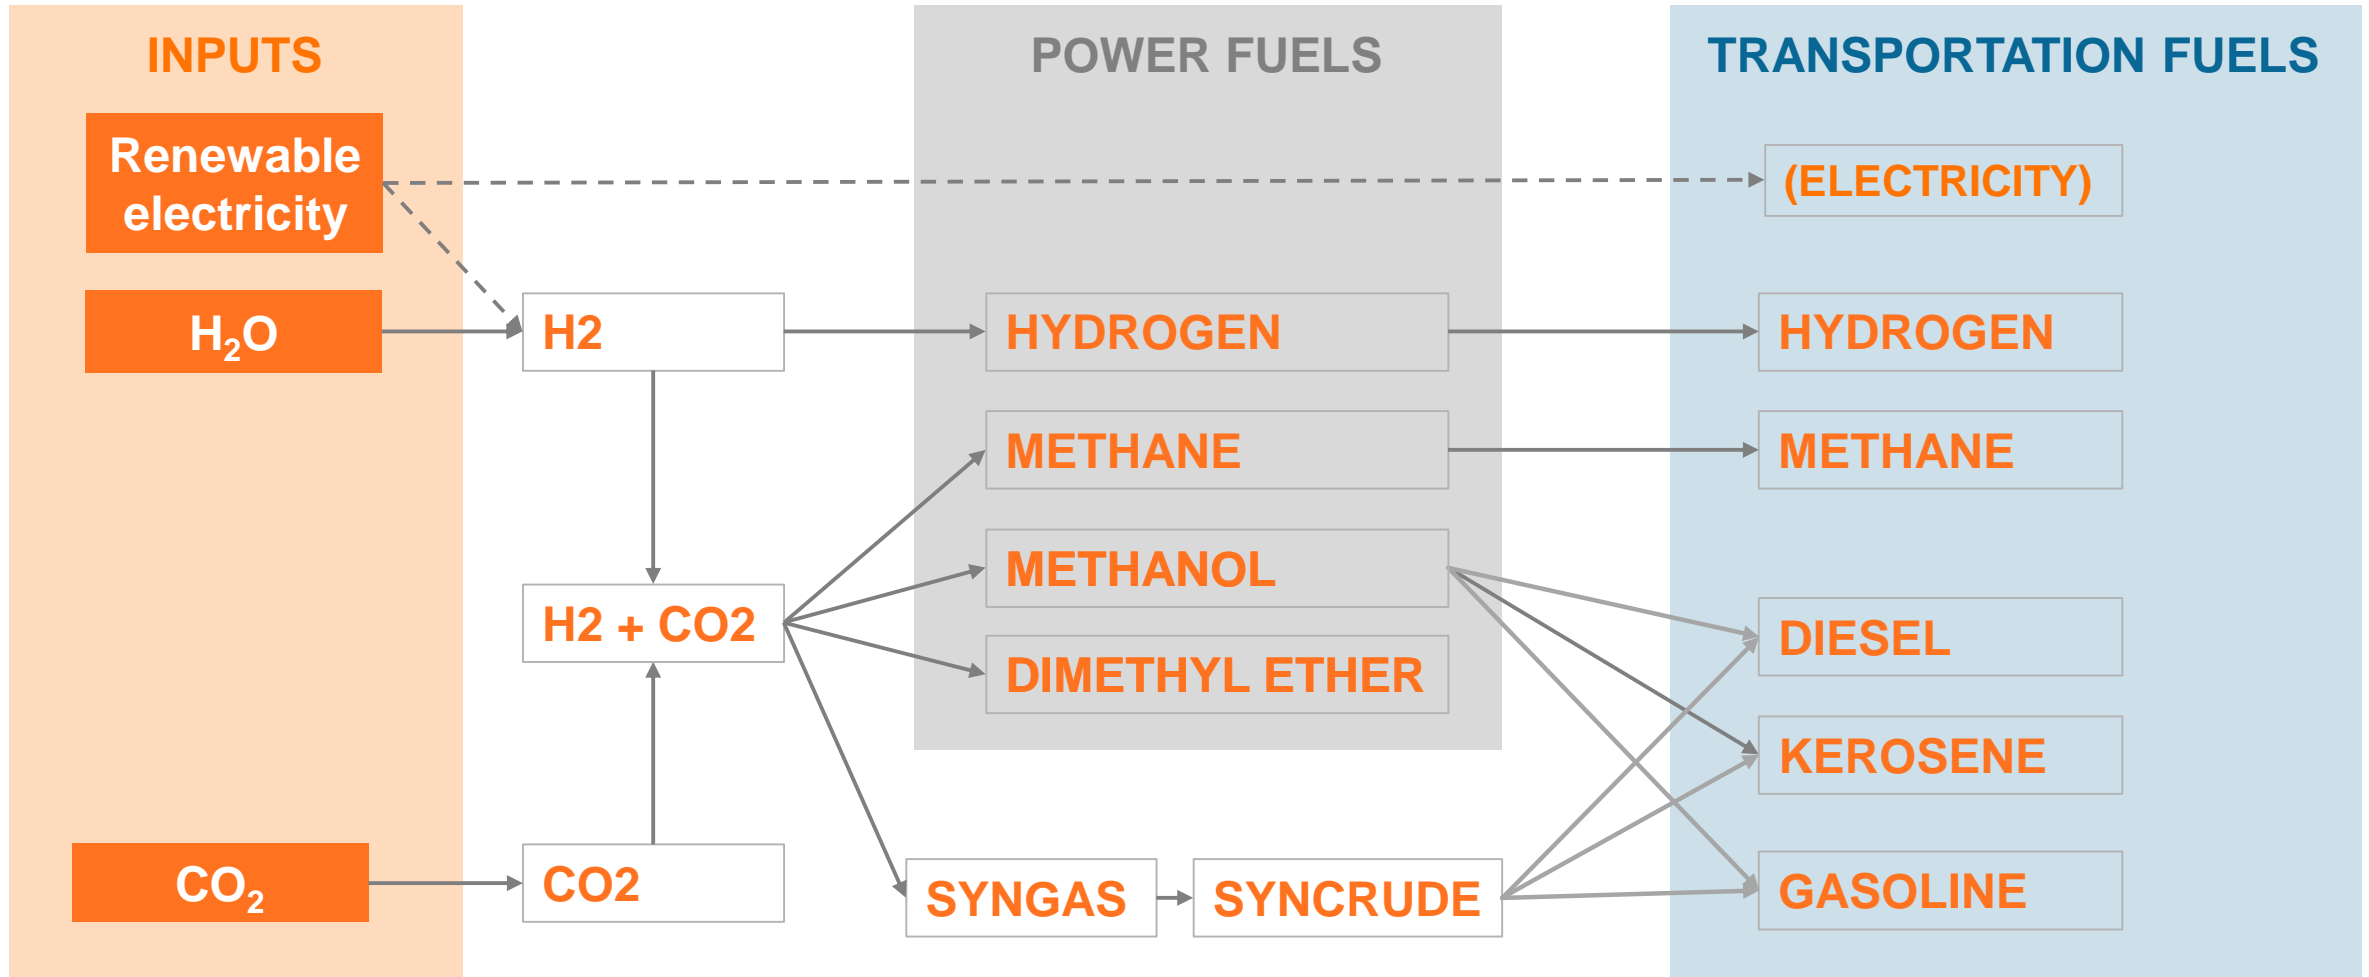 INPUTS
POWER FUELS
TRANSPORTATION FUELS
Renewable
electricity
(ELECTRICITY)
H₂O
H2
HYDROGEN
HYDROGEN
METHANE
METHANE
METHANOL
H2 + CO2
DIESEL
DIMETHYL ETHER
KEROSENE
CO₂
CO2
SYNGAS
SYNCRUDE
GASOLINE